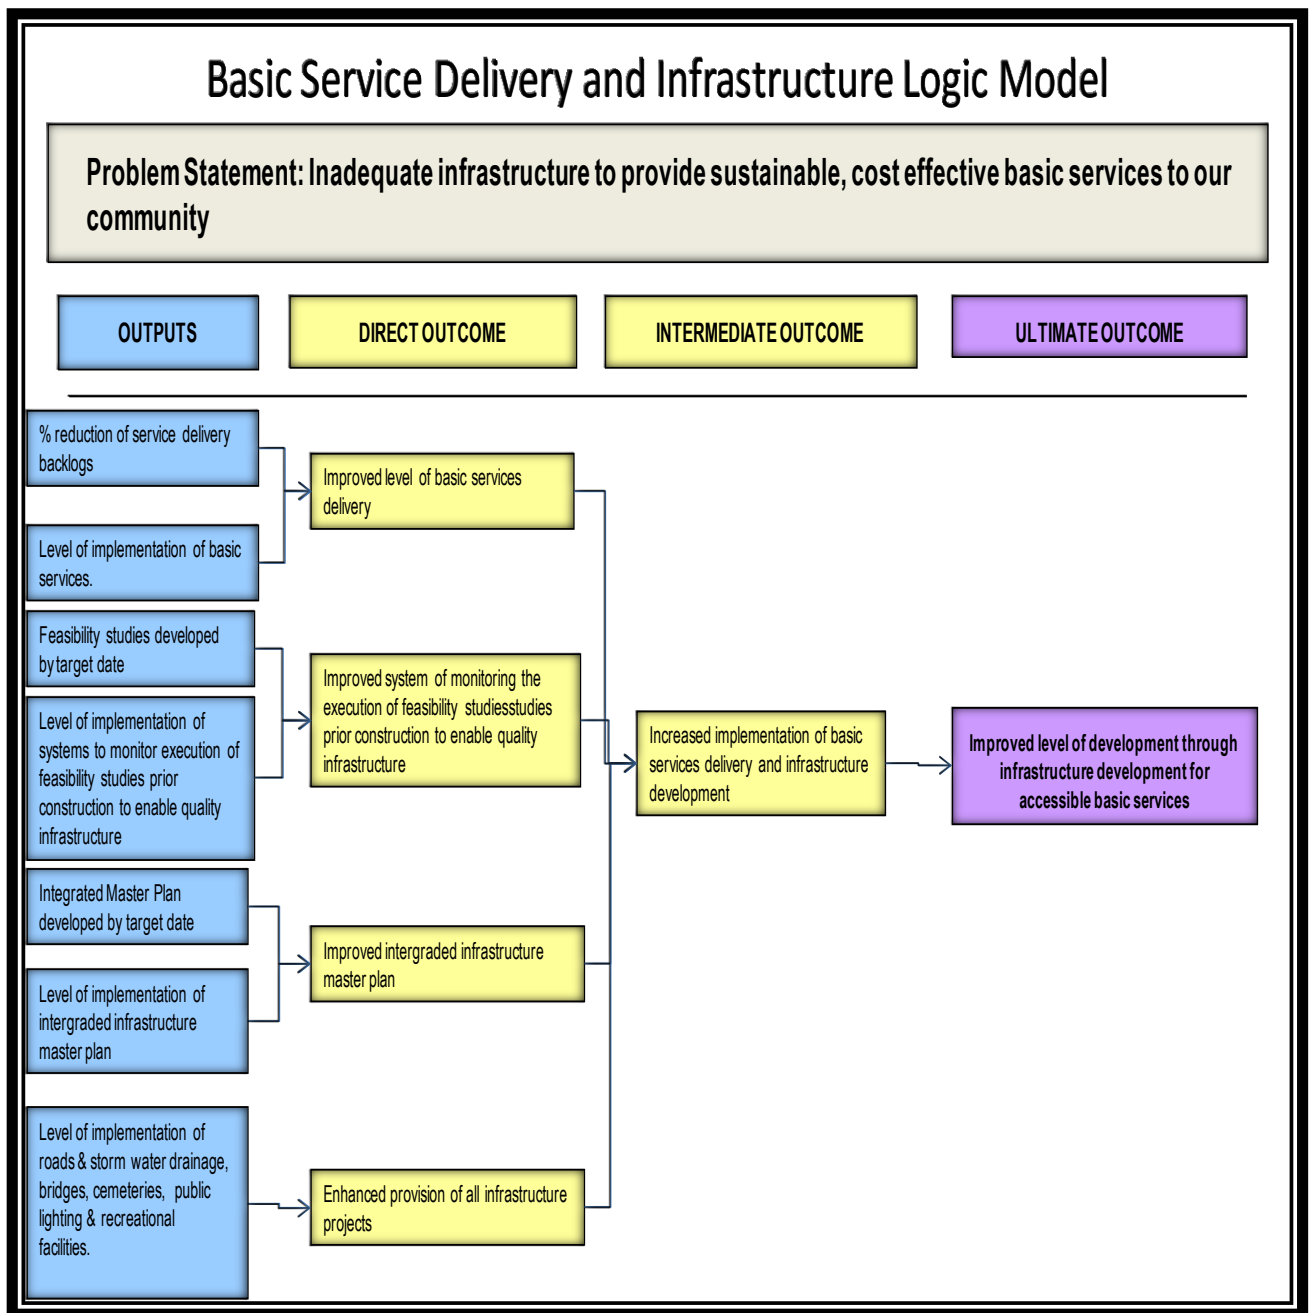 Basic Service Delivery and Infrastructure Logic Model
Problem Statement: Inadequate infrastructure to provide sustainable, cost effective basic services to our
community
OUTPUTS
DIRECT OUTCOME
INTERMEDIATE OUTCOME
ULTIMATE OUTCOME
% reduction of service delivery
backlogs
Level of implementation of basic
services.
Feasibility studies developed
by target date
Level of implementation of
systems to monitor execution of
feasibility studies prior
construction to enable quality
infrastructure
Integrated Master Plan
developed by target date
Level of implementation of
intergraded infrastructure
master plan
Level of implementation of
roads & storm water drainage,
bridges, cemeteries, public
lighting & recreational
facilities.
Improved level of basic services
delivery
Improved system of monitoring the
execution of feasibility studiesstudies
prior construction to enable quality
infrastructure
Improved intergraded infrastructure
master plan
Enhanced provision of all infrastructure
projects
Increased implementation of basic
services delivery and infrastructure
development
Improved level of development through
infrastructure development for
accessible basic services